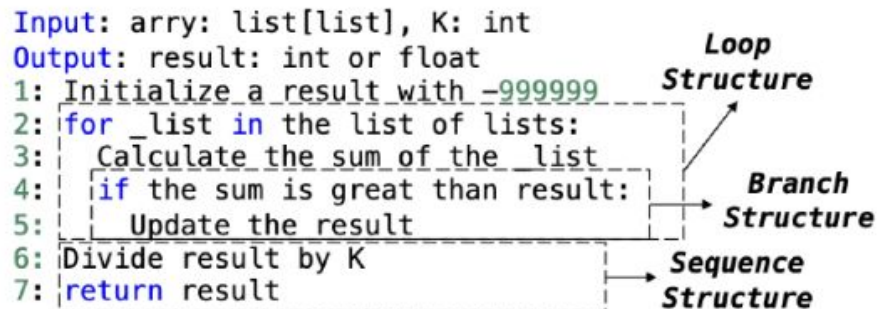 Input: arry: list[list], K: int
Output: result: int or float
1: Initialize a result with -999999
2: for _list in the list of lists:
3: Calculate the sum of the _list
4: if the sum is great than result:
5: Update the result
6: Divide result by K
7: return result
Loop
Structure
Branch
Structure
Sequence
Structure